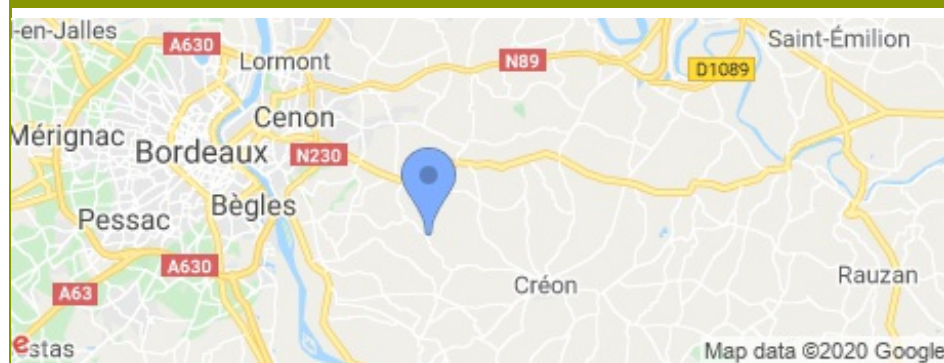 -en-Jalles
A630
Lormont
N89
Saint-Émilion
D1089
Cenon
Mérignac
Bordeaux
N230
Bègles
Pessac
A630
A63
Créon
Rauzan
estas
Map data ©2020 Google